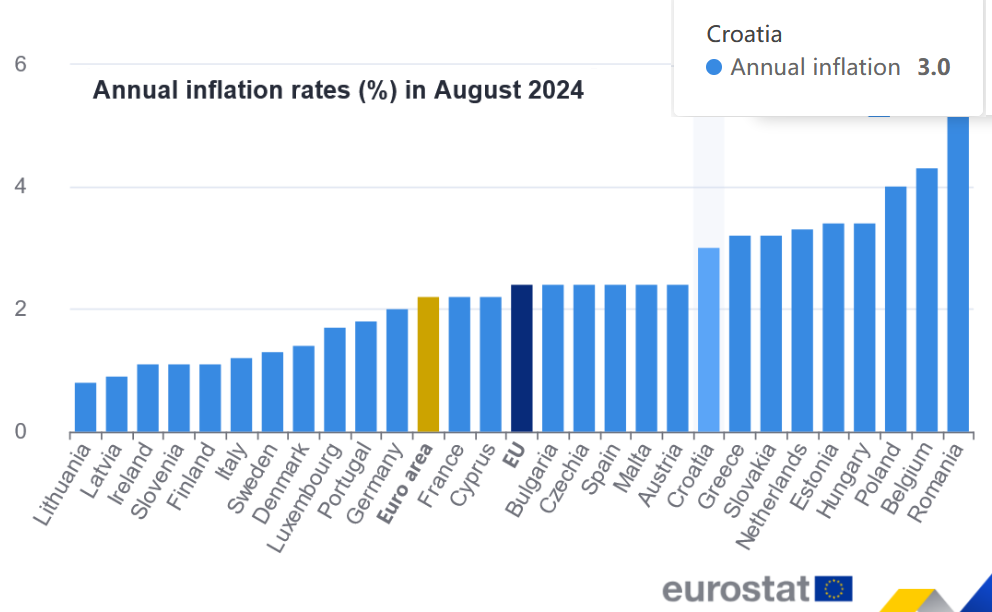 Croatia
Annual inflation 3.0
Annual inflation rates (%) in August 2024
6
4
2
0
Lithuania
Latvia
Ireland
Slovenia
Finland
Italy
Sweden
Denmark
Luxembourg
Portugal
Germany
Euro area
France
Cyprus
EU
Bulgaria
Czechia
Spain
Malta
Austria
Croatia
Greece
Slovakia
Netherlands
Estonia
Hungary
Poland
Belgium
Romania
eurostat